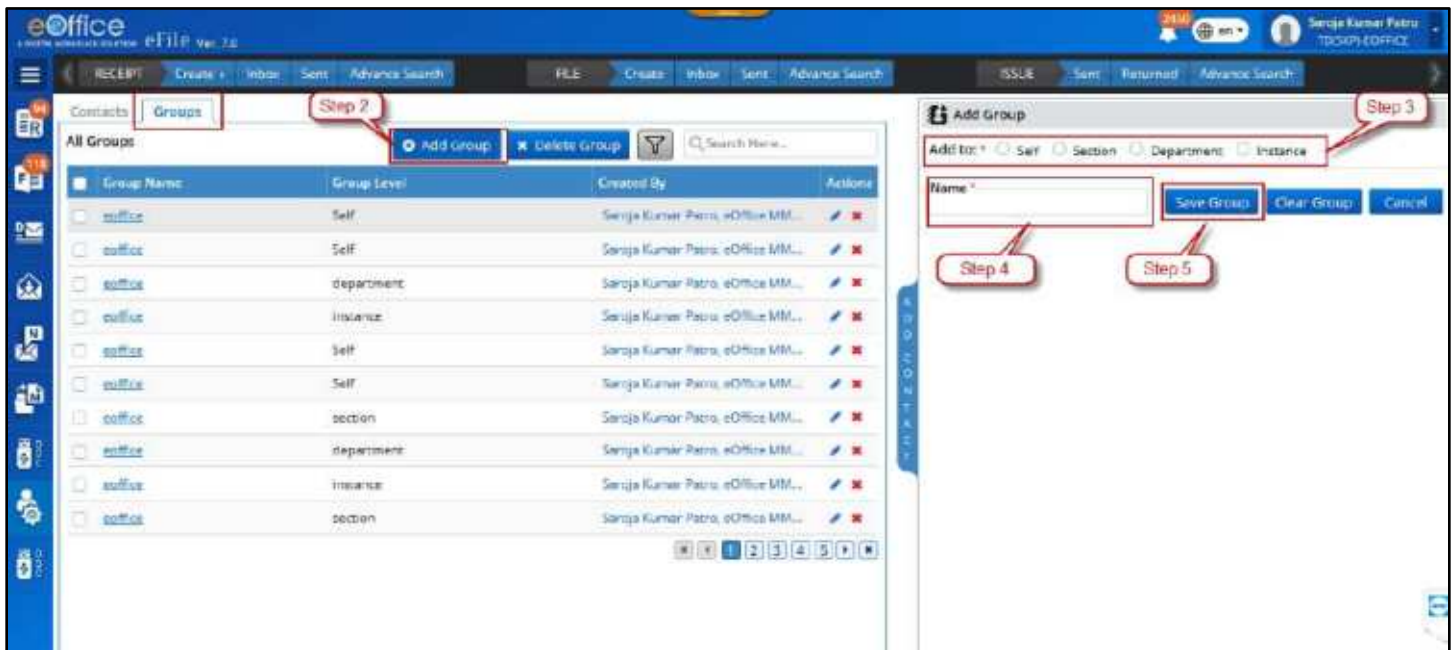 eOffice
eFile Ver. 7.0
2450
en
Saroja Kumar Patro
RECEIPT Create Inbox Sent Advance Search FILE Create Inbox Sent Advance Search ISSUE Sent Returned Advance Search
Contacts Groups
Step 2
All Groups
Add Group Delete Group Search Here...
Group Name Group Level Created By Actions
eoffice Self Saroja Kumar Patro, eOffice MM...
eoffice Self Saroja Kumar Patro, eOffice MM...
eoffice department Saroja Kumar Patro, eOffice MM...
eoffice instance Saroja Kumar Patro, eOffice MM...
eoffice Self Saroja Kumar Patro, eOffice MM...
eoffice Self Saroja Kumar Patro, eOffice MM...
eoffice section Saroja Kumar Patro, eOffice MM...
eoffice department Saroja Kumar Patro, eOffice MM...
eoffice instance Saroja Kumar Patro, eOffice MM...
eoffice section Saroja Kumar Patro, eOffice MM...
1 2 3 4 5
ADD CONTACT
Add Group
Step 3
Add to: * Self Section Department Instance
Name *
Save Group Clear Group Cancel
Step 4
Step 5